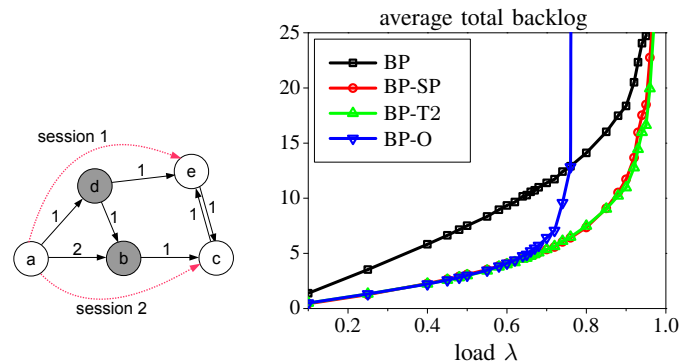 session 1
d
1
e
1
1
1
1
a
2
b
1
c
session 2
average total backlog
25
20
15
10
5
0
BP
BP-SP
BP-T2
BP-O
0.2
0.4
0.6
0.8
1.0
load λ